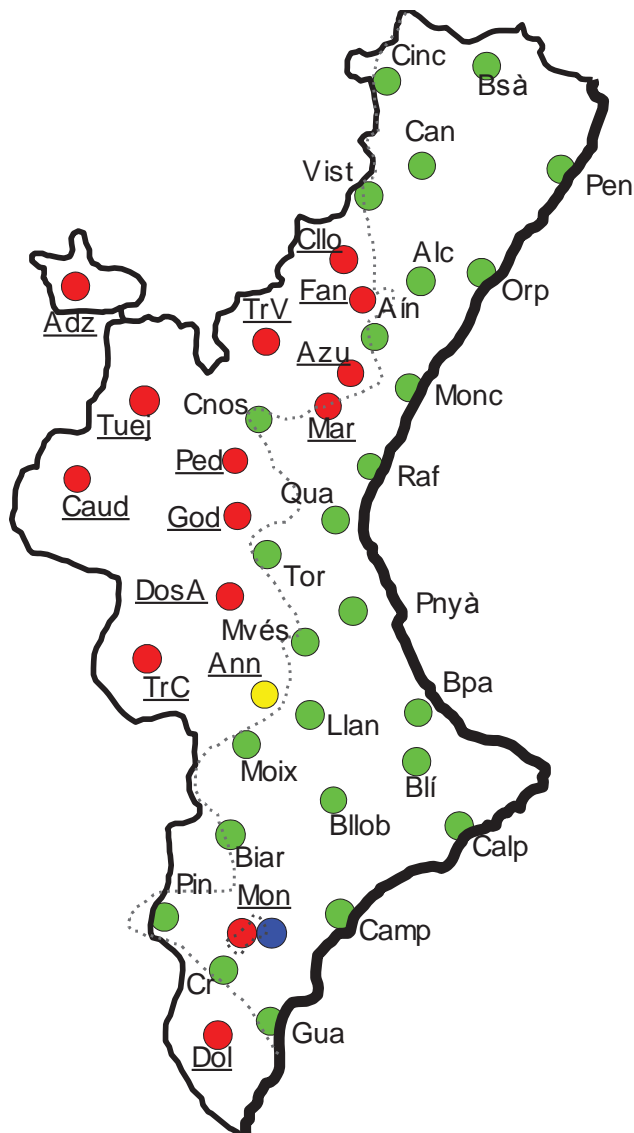 Cinc
Bsà
Can
Vist
Pen
Cllo
Alc
Adz
Fan
Orp
TrV
Aín
Azu
Monc
Tuej
Cnos
Mar
Ped
Raf
Caud
God
Qua
Tor
DosA
Pnyà
Mvés
Ann
TrC
Bpa
Llan
Moix
Blí
Bllob
Calp
Biar
Pin
Mon
Camp
Cr
Gua
Dol